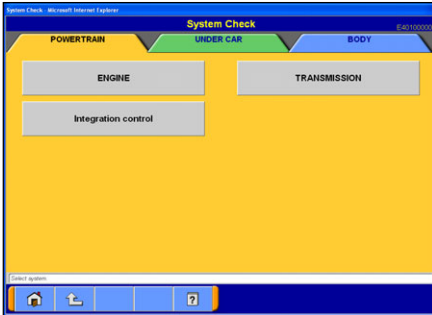 System Check - Microsoft Internet Explorer
System Check
E40100000
POWERTRAIN
UNDER CAR
BODY
ENGINE
TRANSMISSION
Integration control
Select system.
?